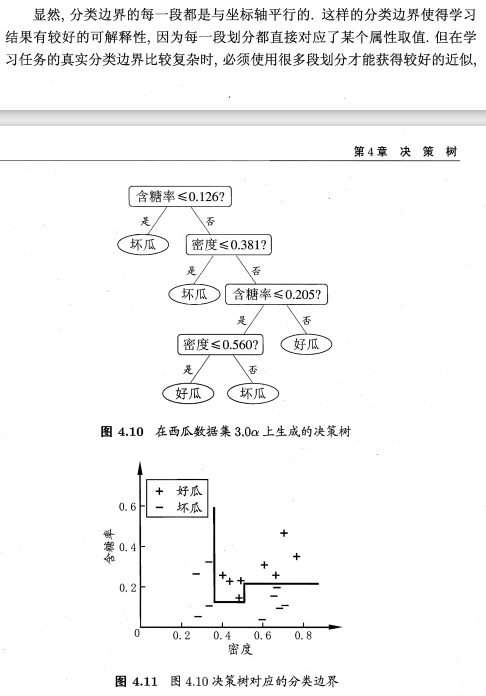 显然, 分类边界的每一段都是与坐标轴平行的. 这样的分类边界使得学习
结果有较好的可解释性, 因为每一段划分都直接对应了某个属性取值. 但在学
习任务的真实分类边界比较复杂时, 必须使用很多段划分才能获得较好的近似,
第4章 决 策 树
含糖率≤0.126?
是 否
坏瓜 密度≤0.381?
是 否
坏瓜 含糖率≤0.205?
是 否
密度≤0.560? 好瓜
是 否
好瓜 坏瓜
图 4.10 在西瓜数据集 3.0α 上生成的决策树
+ 好瓜
− 坏瓜
含糖率
0.6
0.4
0.2
0 0.2 0.4 0.6 0.8
密度
图 4.11 图 4.10 决策树对应的分类边界